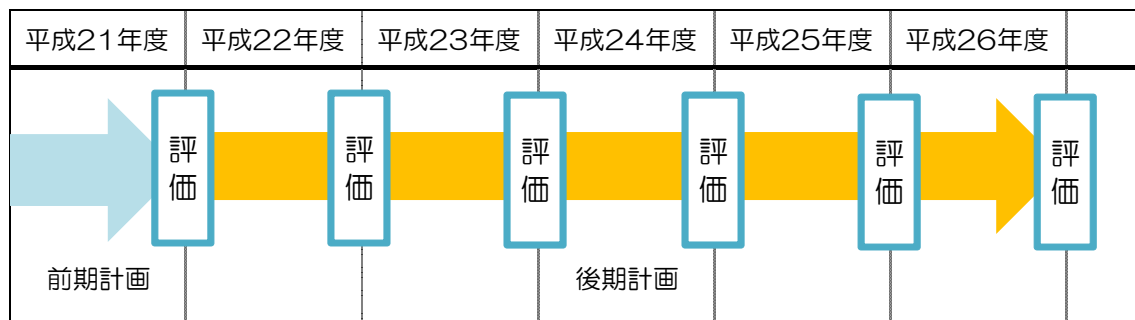 平成21年度 平成22年度 平成23年度 平成24年度 平成25年度 平成26年度
評価 評価 評価 評価 評価 評価
前期計画 後期計画